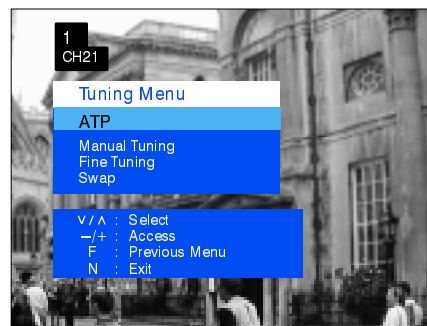 1
CH21
Tuning Menu
ATP
Manual Tuning
Fine Tuning
Swap
∨/∧ : Select
−/+ : Access
F : Previous Menu
N : Exit